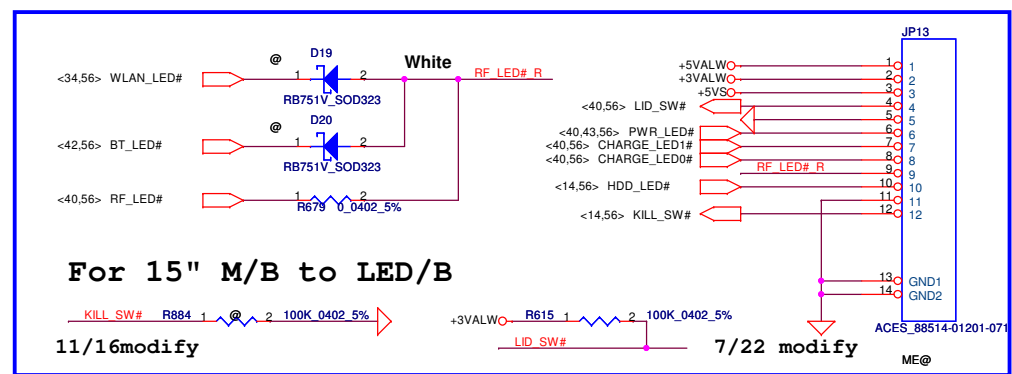 JP13
@ D19
<34,56> WLAN_LED# 1 2 White RF_LED#_R
RB751V_SOD323
@ D20
<42,56> BT_LED# 1 2
RB751V_SOD323
<40,56> RF_LED# 1 2
R679 0_0402_5%
+5VALW 1 1
+3VALW 2 2
+5VS 3 3
<40,56> LID_SW# 4 4
5 5
<40,43,56> PWR_LED# 6 6
<40,56> CHARGE_LED1# 7 7
<40,56> CHARGE_LED0# 8 8
RF_LED#_R 9 9
<14,56> HDD_LED# 10 10
11 11
<14,56> KILL_SW# 12 12
13 GND1
14 GND2
ACES_88514-01201-071
ME@
For 15" M/B to LED/B
KILL_SW# R884 1 @ 2 100K_0402_5%
11/16modify
+3VALW R615 1 2 100K_0402_5%
LID_SW#
7/22 modify